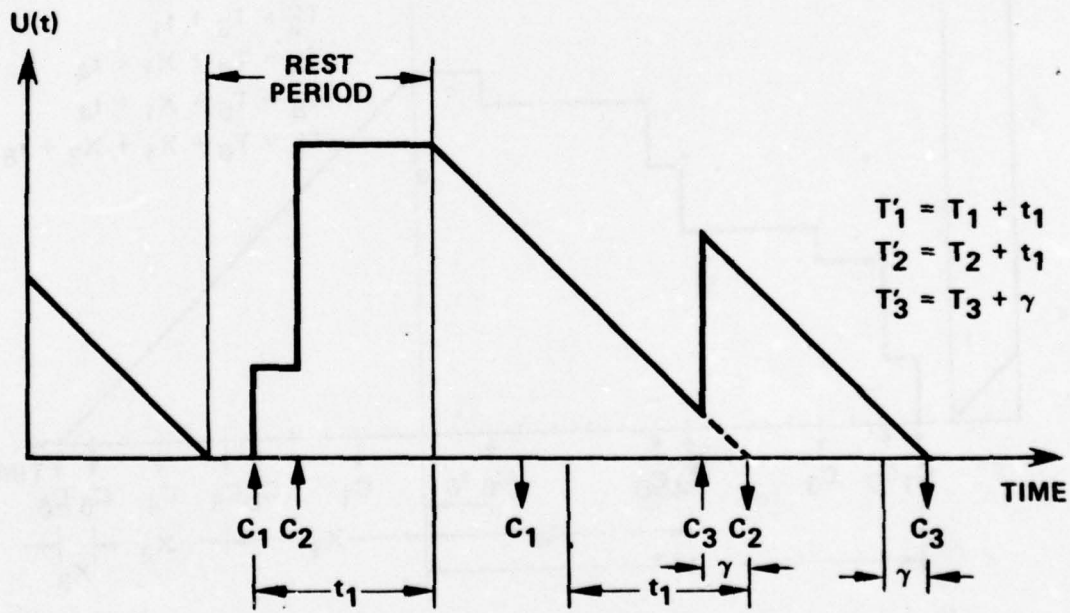 U(t)
REST
PERIOD
T'₁ = T₁ + t₁
T'₂ = T₂ + t₁
T'₃ = T₃ + γ
TIME
C₁ C₂ C₁ C₃ C₂ C₃
t₁ t₁ γ γ